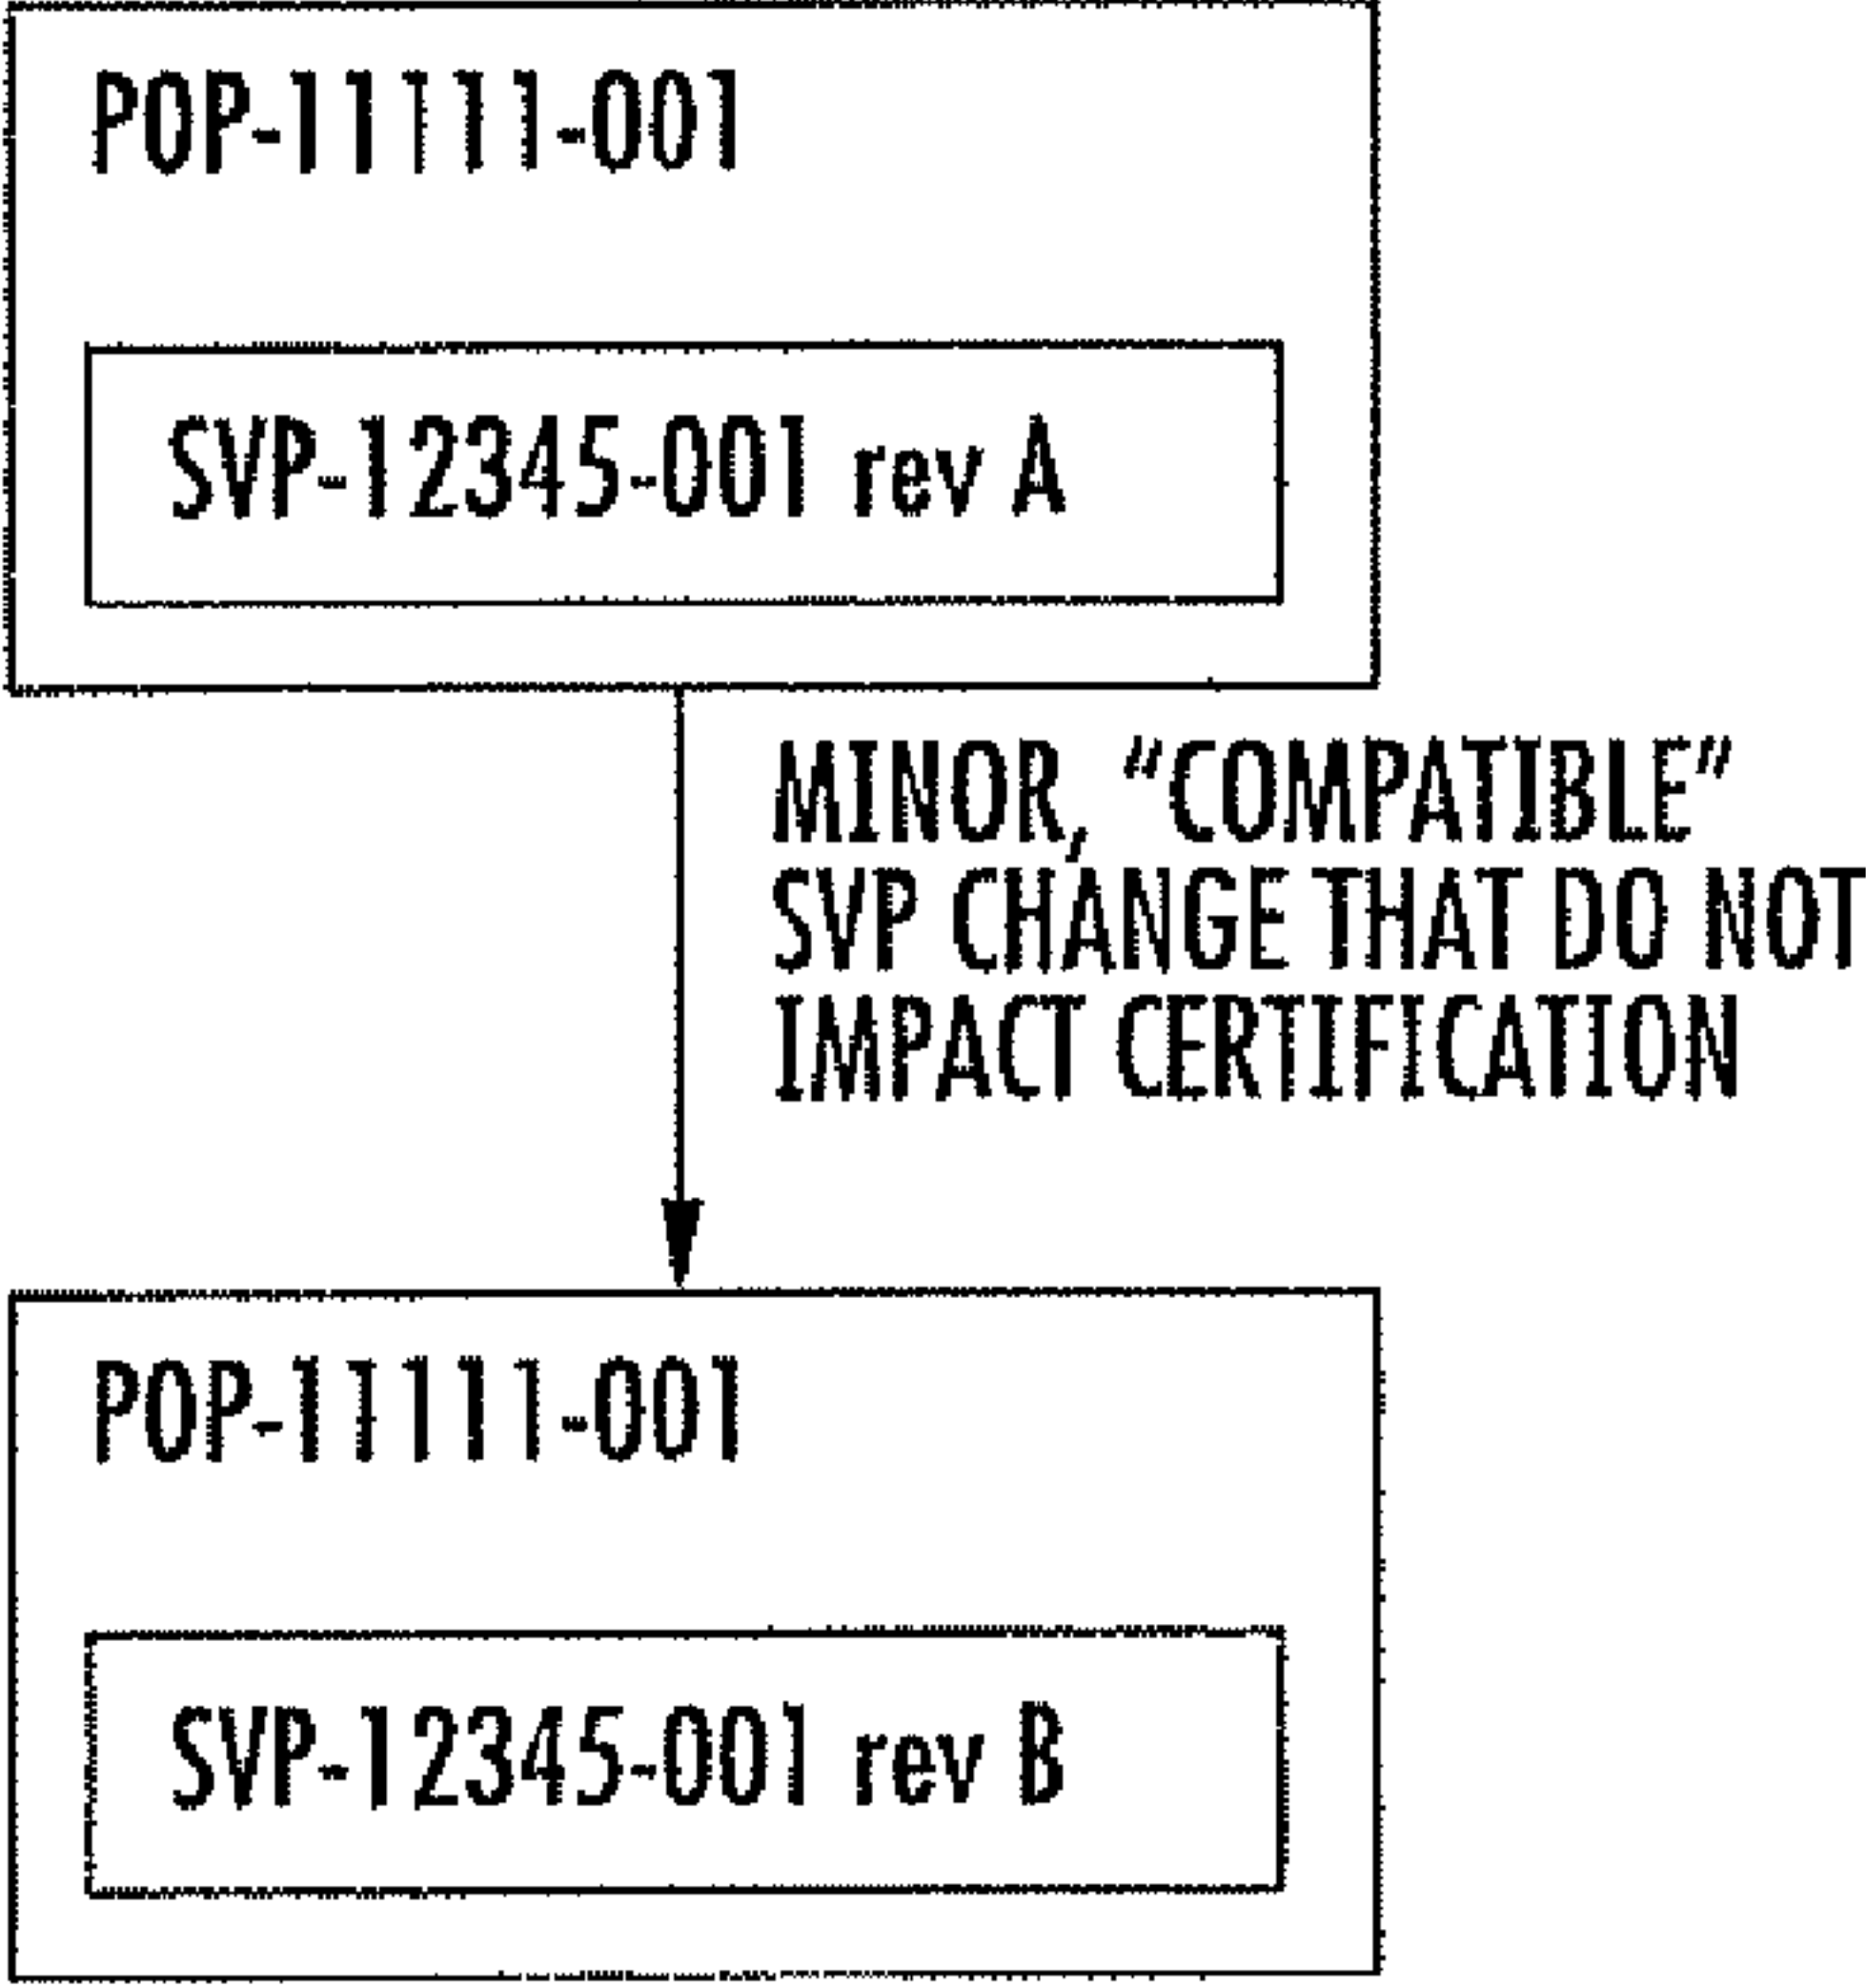 POP-11111-001
SVP-12345-001 rev A
MINOR, “COMPATIBLE”
SVP CHANGE THAT DO NOT
IMPACT CERTIFICATION
POP-11111-001
SVP-12345-001 rev B